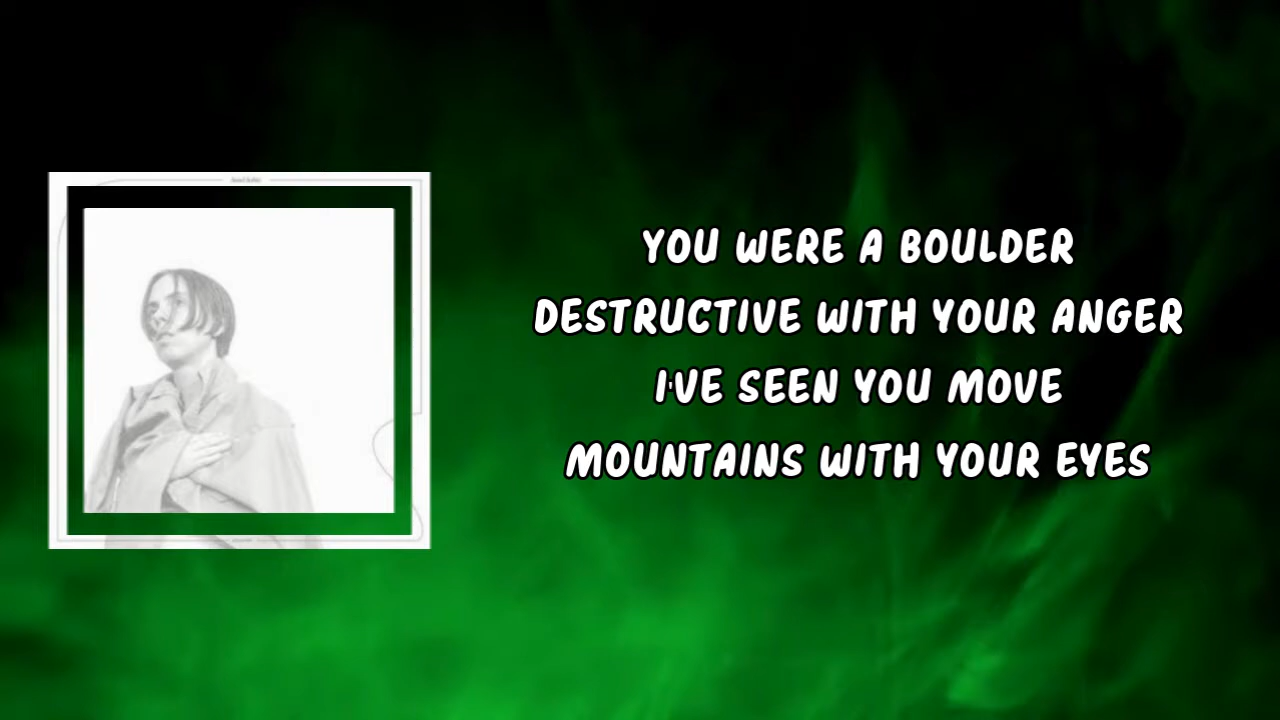 YOU WERE A BOULDER
DESTRUCTIVE WITH YOUR ANGER
I'VE SEEN YOU MOVE
MOUNTAINS WITH YOUR EYES